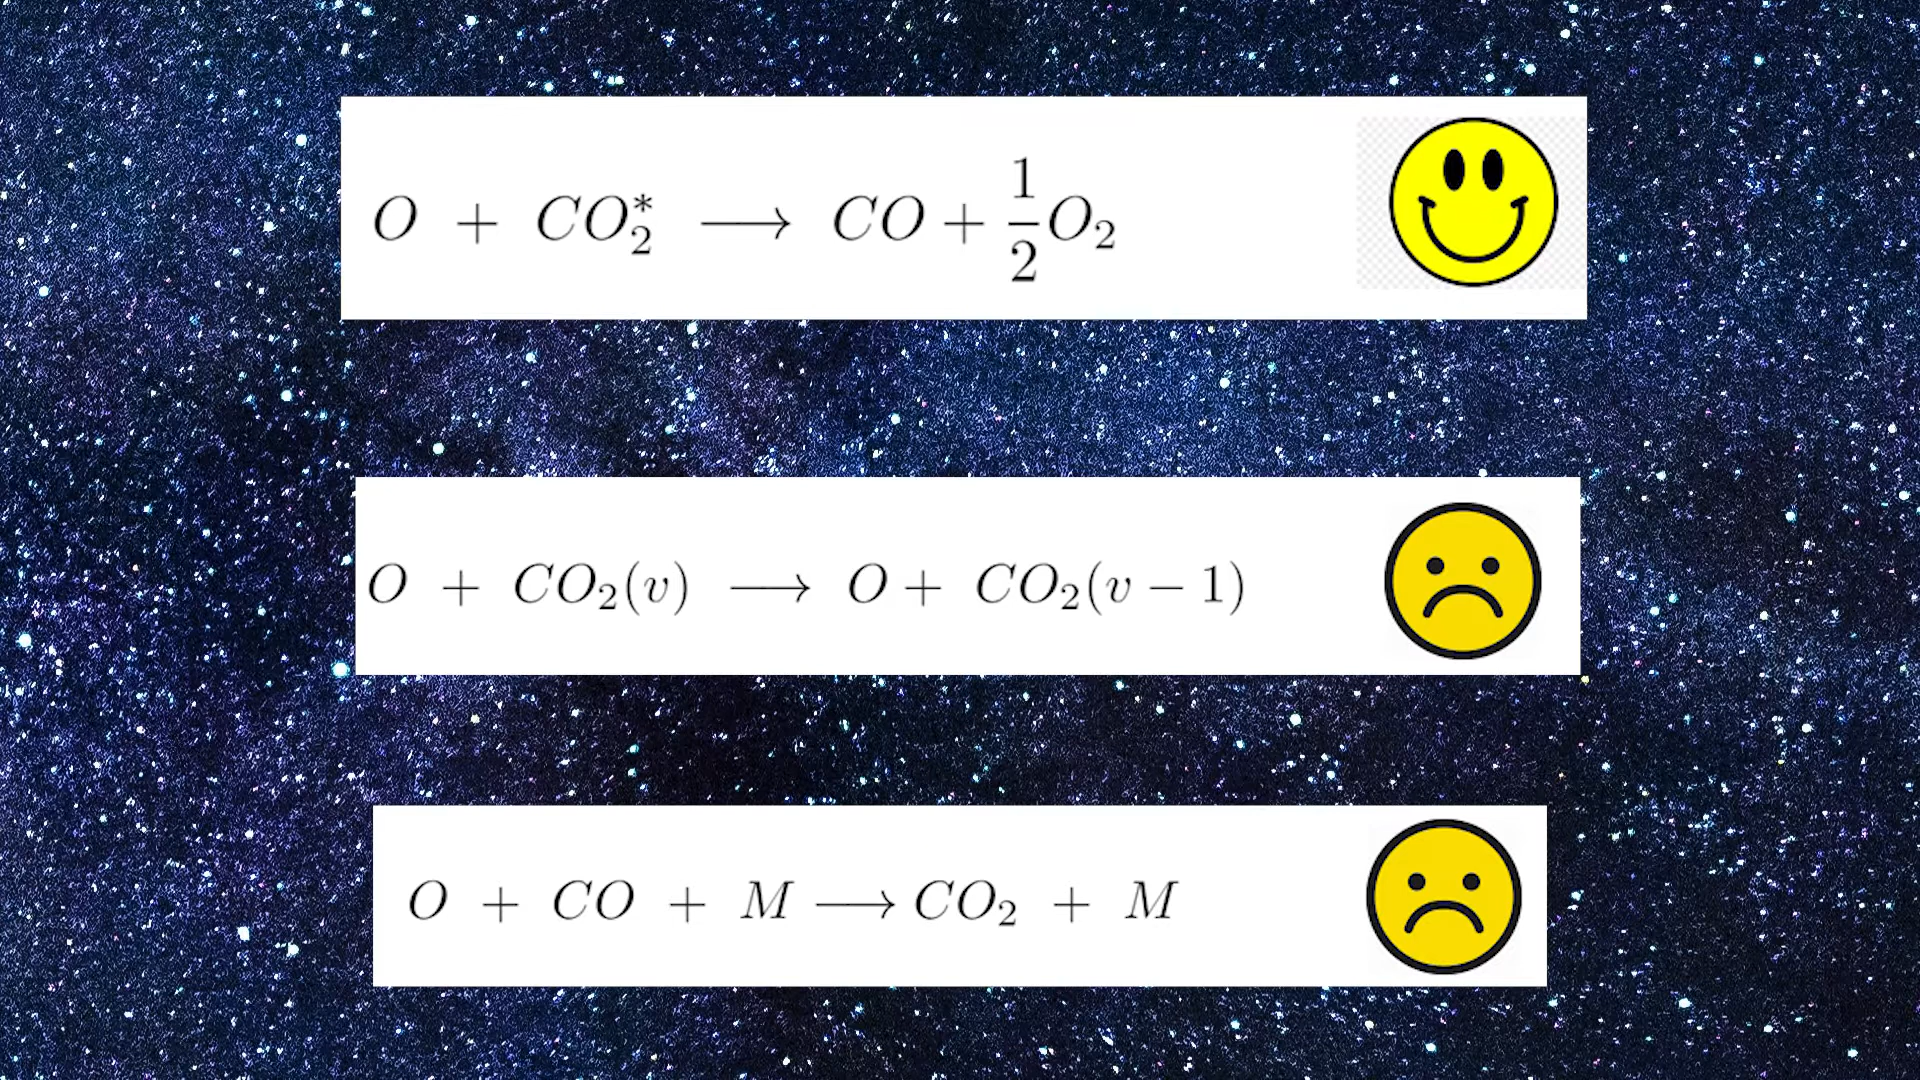 O + CO₂* ⟶ CO + ½O₂
O + CO₂(v) ⟶ O + CO₂(v − 1)
O + CO + M ⟶ CO₂ + M